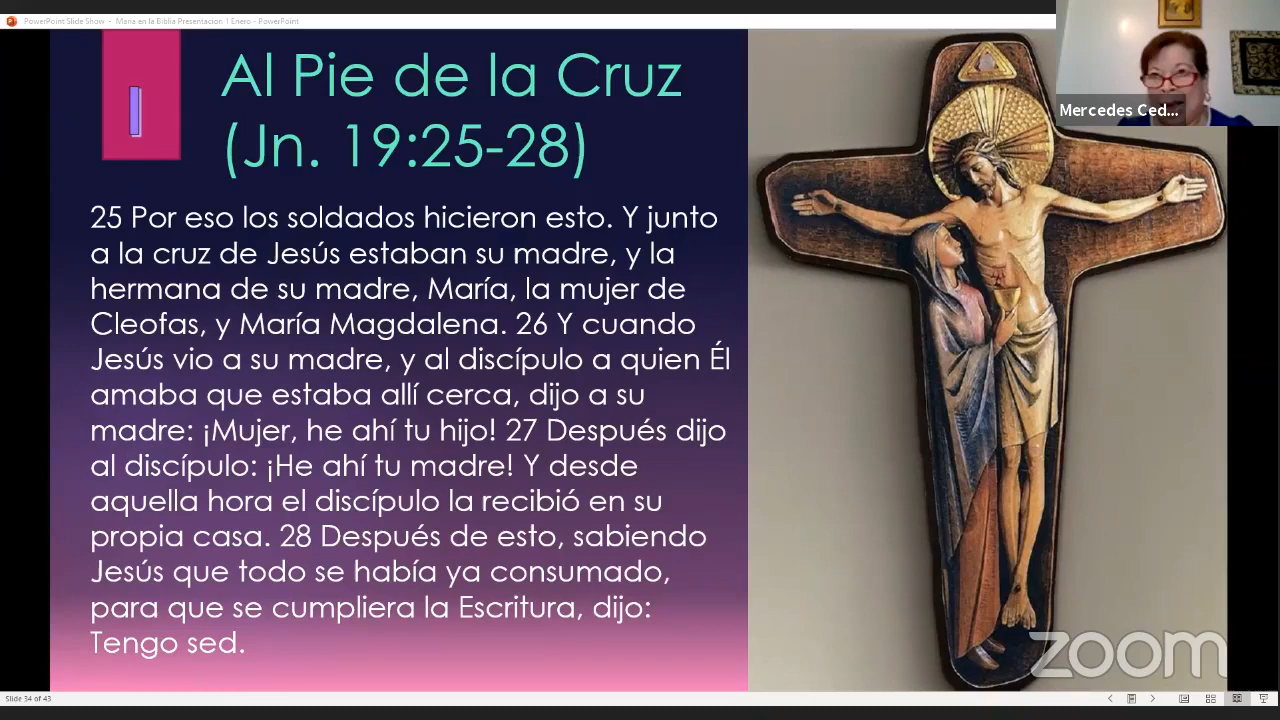 PowerPoint Slide Show - Maria en la Biblia Presentacion 1 Enero - PowerPoint
Mercedes Ced...
Al Pie de la Cruz
(Jn. 19:25-28)
25 Por eso los soldados hicieron esto. Y junto
a la cruz de Jesús estaban su madre, y la
hermana de su madre, María, la mujer de
Cleofas, y María Magdalena. 26 Y cuando
Jesús vio a su madre, y al discípulo a quien Él
amaba que estaba allí cerca, dijo a su
madre: ¡Mujer, he ahí tu hijo! 27 Después dijo
al discípulo: ¡He ahí tu madre! Y desde
aquella hora el discípulo la recibió en su
propia casa. 28 Después de esto, sabiendo
Jesús que todo se había ya consumado,
para que se cumpliera la Escritura, dijo:
Tengo sed.
zoom
Slide 34 of 43